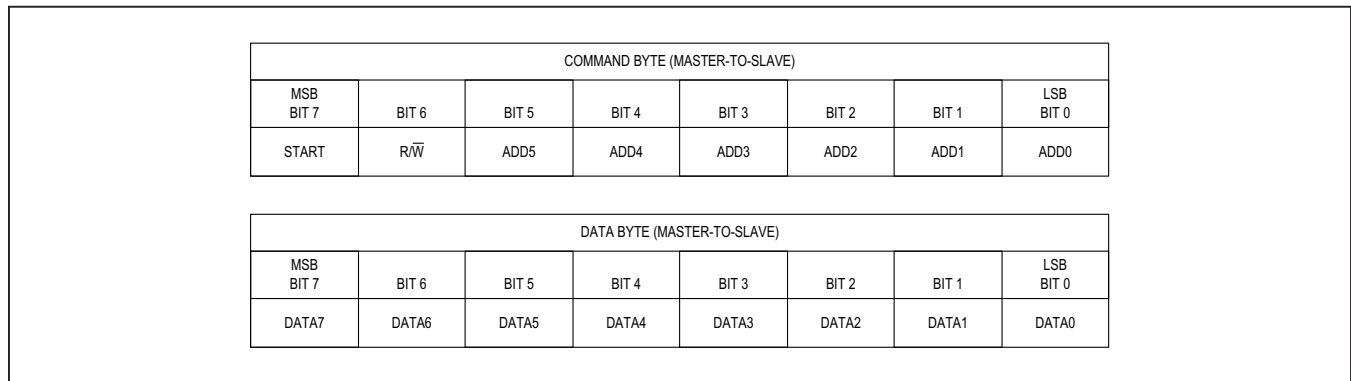 COMMAND BYTE (MASTER-TO-SLAVE)
MSB
BIT 7 BIT 6 BIT 5 BIT 4 BIT 3 BIT 2 BIT 1 LSB
BIT 0
START R/W̅ ADD5 ADD4 ADD3 ADD2 ADD1 ADD0
DATA BYTE (MASTER-TO-SLAVE)
MSB
BIT 7 BIT 6 BIT 5 BIT 4 BIT 3 BIT 2 BIT 1 LSB
BIT 0
DATA7 DATA6 DATA5 DATA4 DATA3 DATA2 DATA1 DATA0